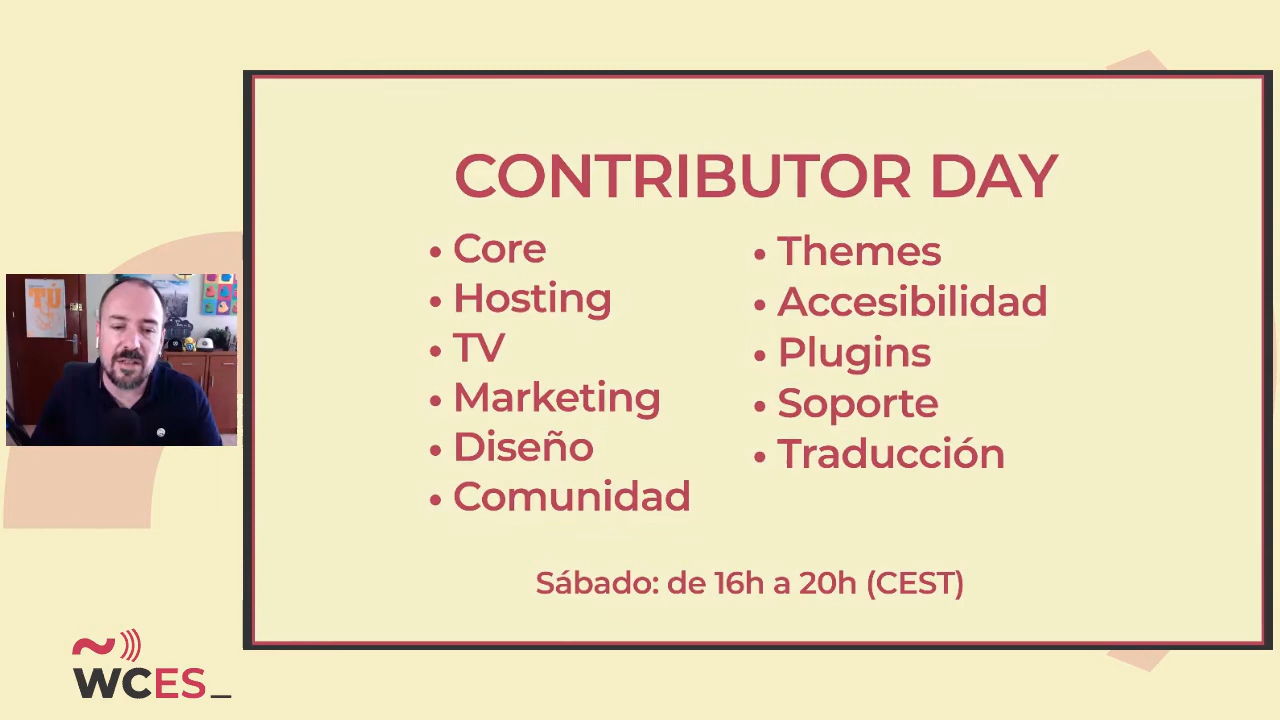 CONTRIBUTOR DAY
• Core
• Hosting
• TV
• Marketing
• Diseño
• Comunidad
• Themes
• Accesibilidad
• Plugins
• Soporte
• Traducción
Sábado: de 16h a 20h (CEST)
TÚ
WCES_